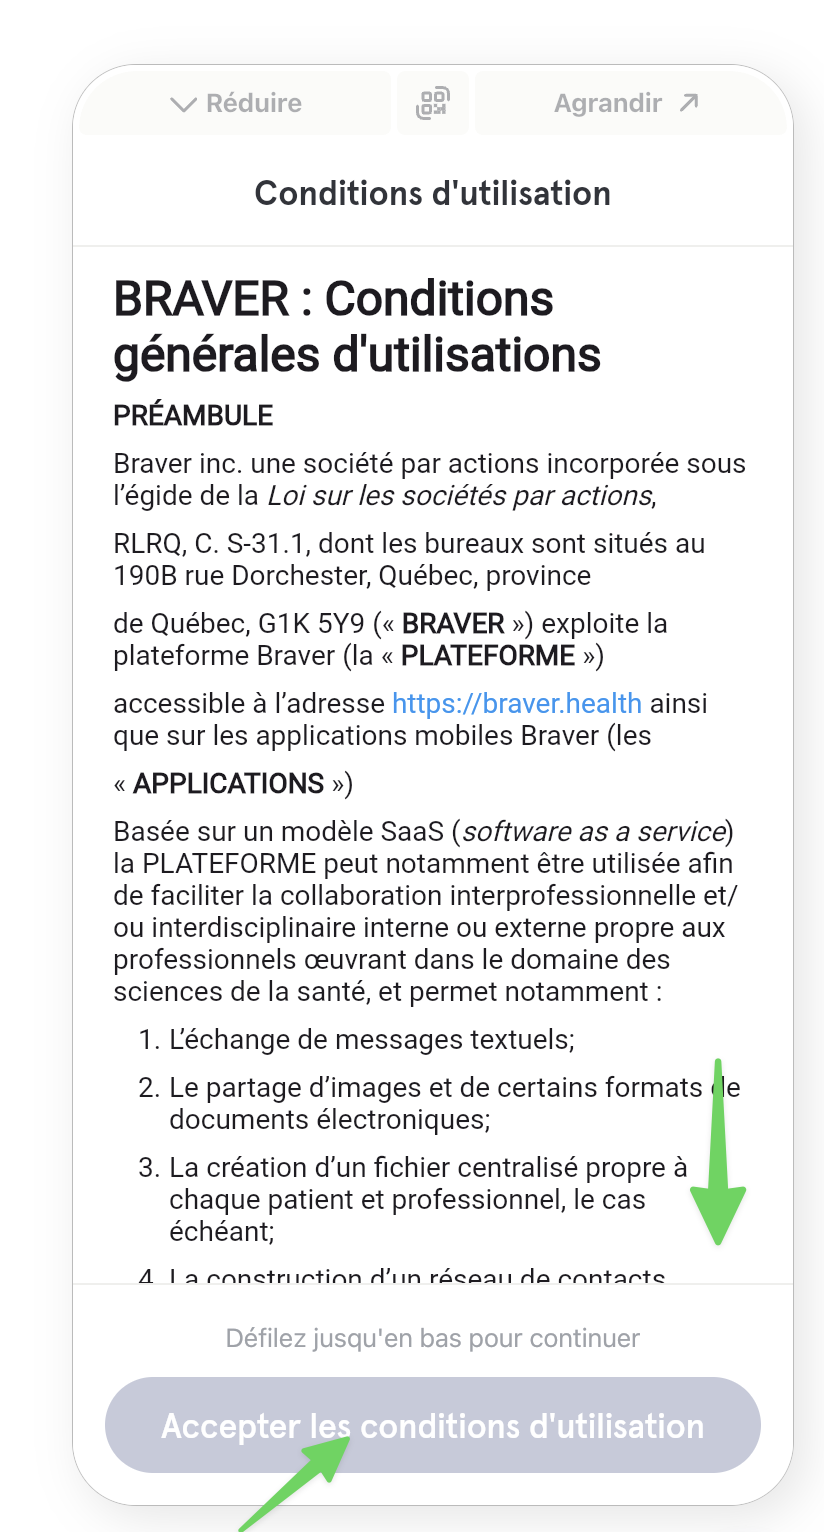 Réduire
Agrandir
Conditions d'utilisation
BRAVER : Conditions
générales d'utilisations
PRÉAMBULE
Braver inc. une société par actions incorporée sous
l’égide de la Loi sur les sociétés par actions,
RLRQ, C. S-31.1, dont les bureaux sont situés au
190B rue Dorchester, Québec, province
de Québec, G1K 5Y9 (« BRAVER ») exploite la
plateforme Braver (la « PLATEFORME »)
accessible à l’adresse https://braver.health ainsi
que sur les applications mobiles Braver (les
« APPLICATIONS »)
Basée sur un modèle SaaS (software as a service)
la PLATEFORME peut notamment être utilisée afin
de faciliter la collaboration interprofessionnelle et/
ou interdisciplinaire interne ou externe propre aux
professionnels œuvrant dans le domaine des
sciences de la santé, et permet notamment :
1. L’échange de messages textuels;
2. Le partage d’images et de certains formats de
documents électroniques;
3. La création d’un fichier centralisé propre à
chaque patient et professionnel, le cas
échéant;
4. La construction d’un réseau de contacts
Défilez jusqu'en bas pour continuer
Accepter les conditions d'utilisation